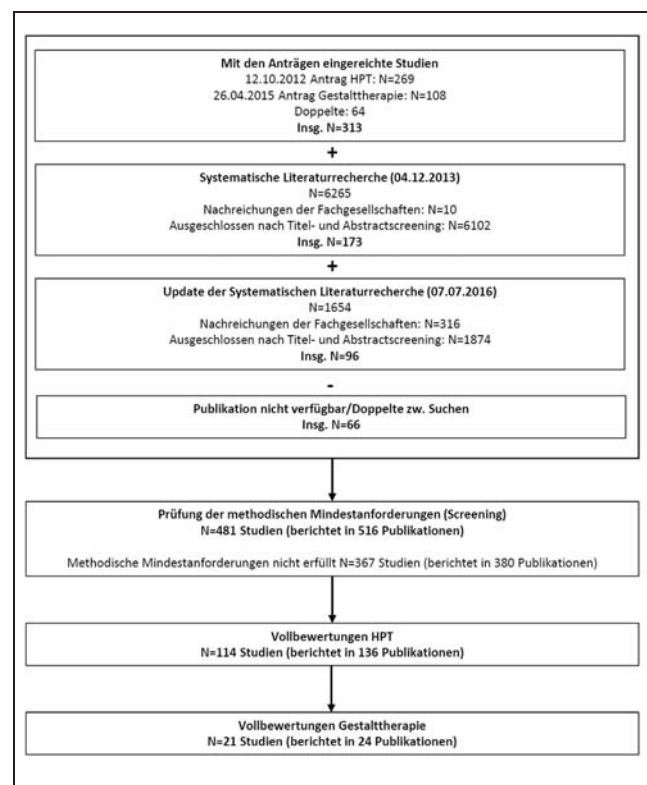 Mit den Anträgen eingereichte Studien
12.10.2012 Antrag HPT: N=269
26.04.2015 Antrag Gestalttherapie: N=108
Doppelte: 64
Insg. N=313
+
Systematische Literaturrecherche (04.12.2013)
N=6265
Nachreichungen der Fachgesellschaften: N=10
Ausgeschlossen nach Titel- und Abstractscreening: N=6102
Insg. N=173
+
Update der Systematischen Literaturrecherche (07.07.2016)
N=1654
Nachreichungen der Fachgesellschaften: N=316
Ausgeschlossen nach Titel- und Abstractscreening: N=1874
Insg. N=96
-
Publikation nicht verfügbar/Doppelte zw. Suchen
Insg. N=66
Prüfung der methodischen Mindestanforderungen (Screening)
N=481 Studien (berichtet in 516 Publikationen)
Methodische Mindestanforderungen nicht erfüllt N=367 Studien (berichtet in 380 Publikationen)
Vollbewertungen HPT
N=114 Studien (berichtet in 136 Publikationen)
Vollbewertungen Gestalttherapie
N=21 Studien (berichtet in 24 Publikationen)